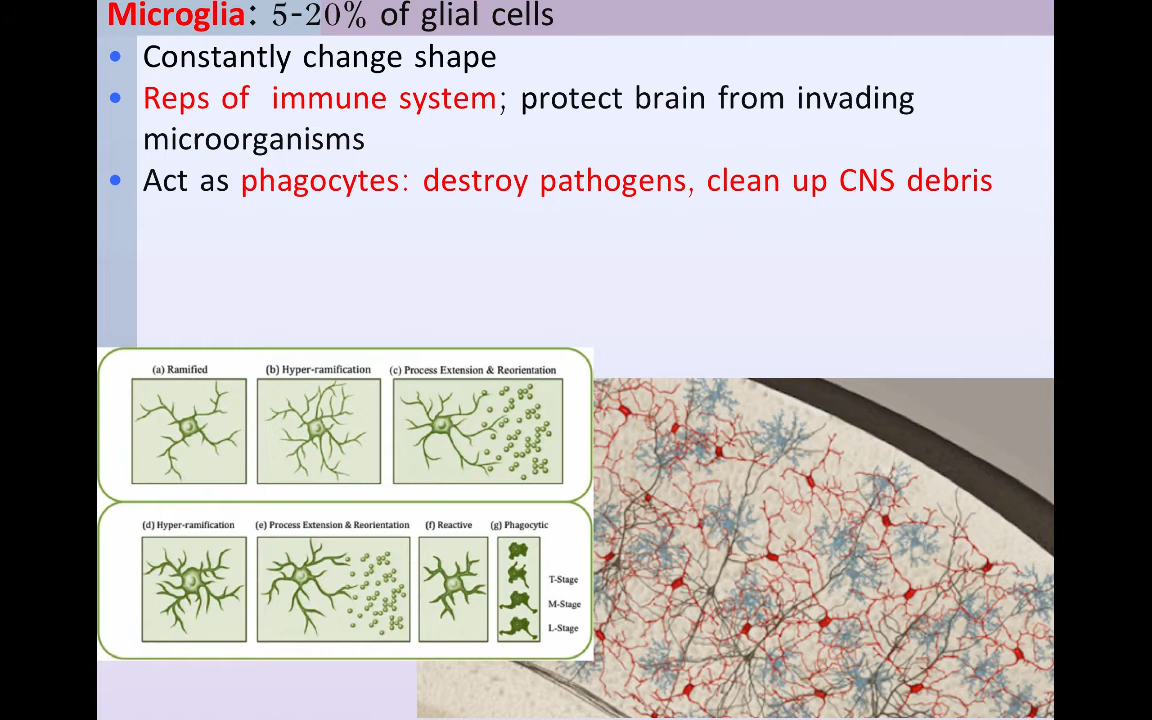 Microglia: 5-20% of glial cells
• Constantly change shape
• Reps of immune system; protect brain from invading
microorganisms
• Act as phagocytes: destroy pathogens, clean up CNS debris
(a) Ramified
(b) Hyper-ramification
(c) Process Extension & Reorientation
(d) Hyper-ramification
(e) Process Extension & Reorientation
(f) Reactive
(g) Phagocytic
T-Stage
M-Stage
L-Stage